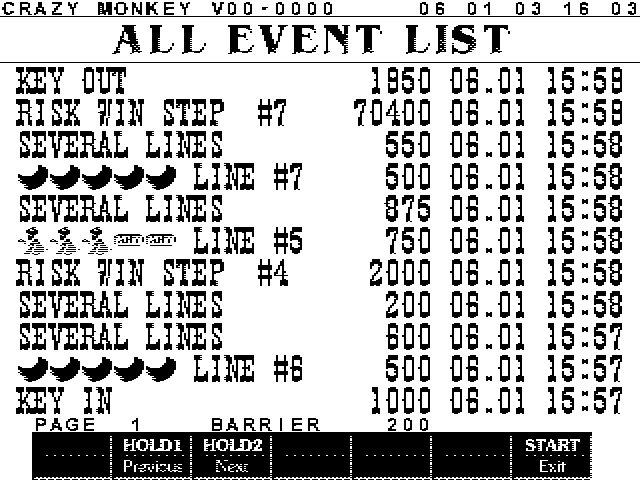 CRAZY MONKEY V00-0000 06 01 03 16 03
ALL EVENT LIST
KEY OUT 1950 06.01 15:59
RISK WIN STEP #7 70400 06.01 15:59
SEVERAL LINES 550 06.01 15:58
LINE #7 500 06.01 15:58
SEVERAL LINES 875 06.01 15:58
LINE #5 750 06.01 15:58
RISK WIN STEP #4 2000 06.01 15:58
SEVERAL LINES 200 06.01 15:58
SEVERAL LINES 600 06.01 15:57
LINE #6 500 06.01 15:57
KEY IN 1000 06.01 15:57
PAGE 1 BARRIER 200
HOLD1 HOLD2 START
Previous Next Exit